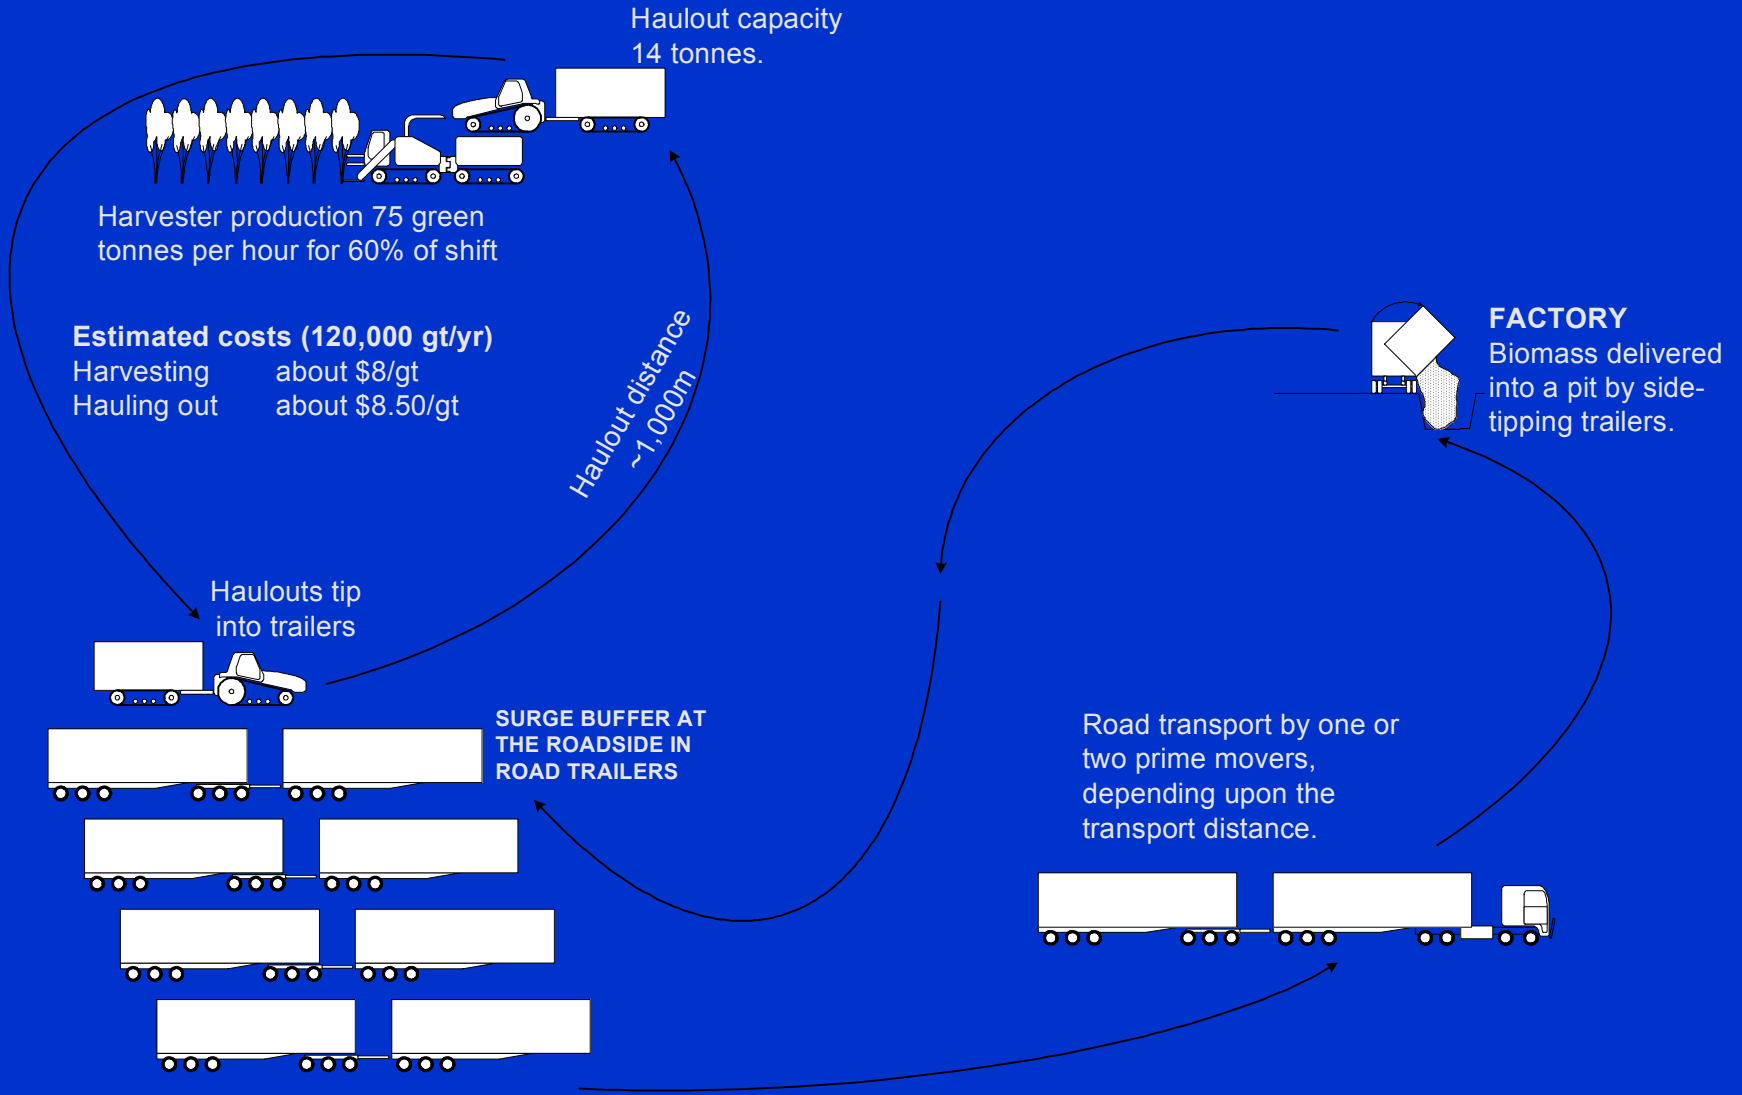 Haulout capacity
14 tonnes.
Harvester production 75 green
tonnes per hour for 60% of shift
Estimated costs (120,000 gt/yr)
Harvesting about $8/gt
Hauling out about $8.50/gt
Haulout distance
~1,000m
FACTORY
Biomass delivered
into a pit by side-
tipping trailers.
Haulouts tip
into trailers
SURGE BUFFER AT
THE ROADSIDE IN
ROAD TRAILERS
Road transport by one or
two prime movers,
depending upon the
transport distance.